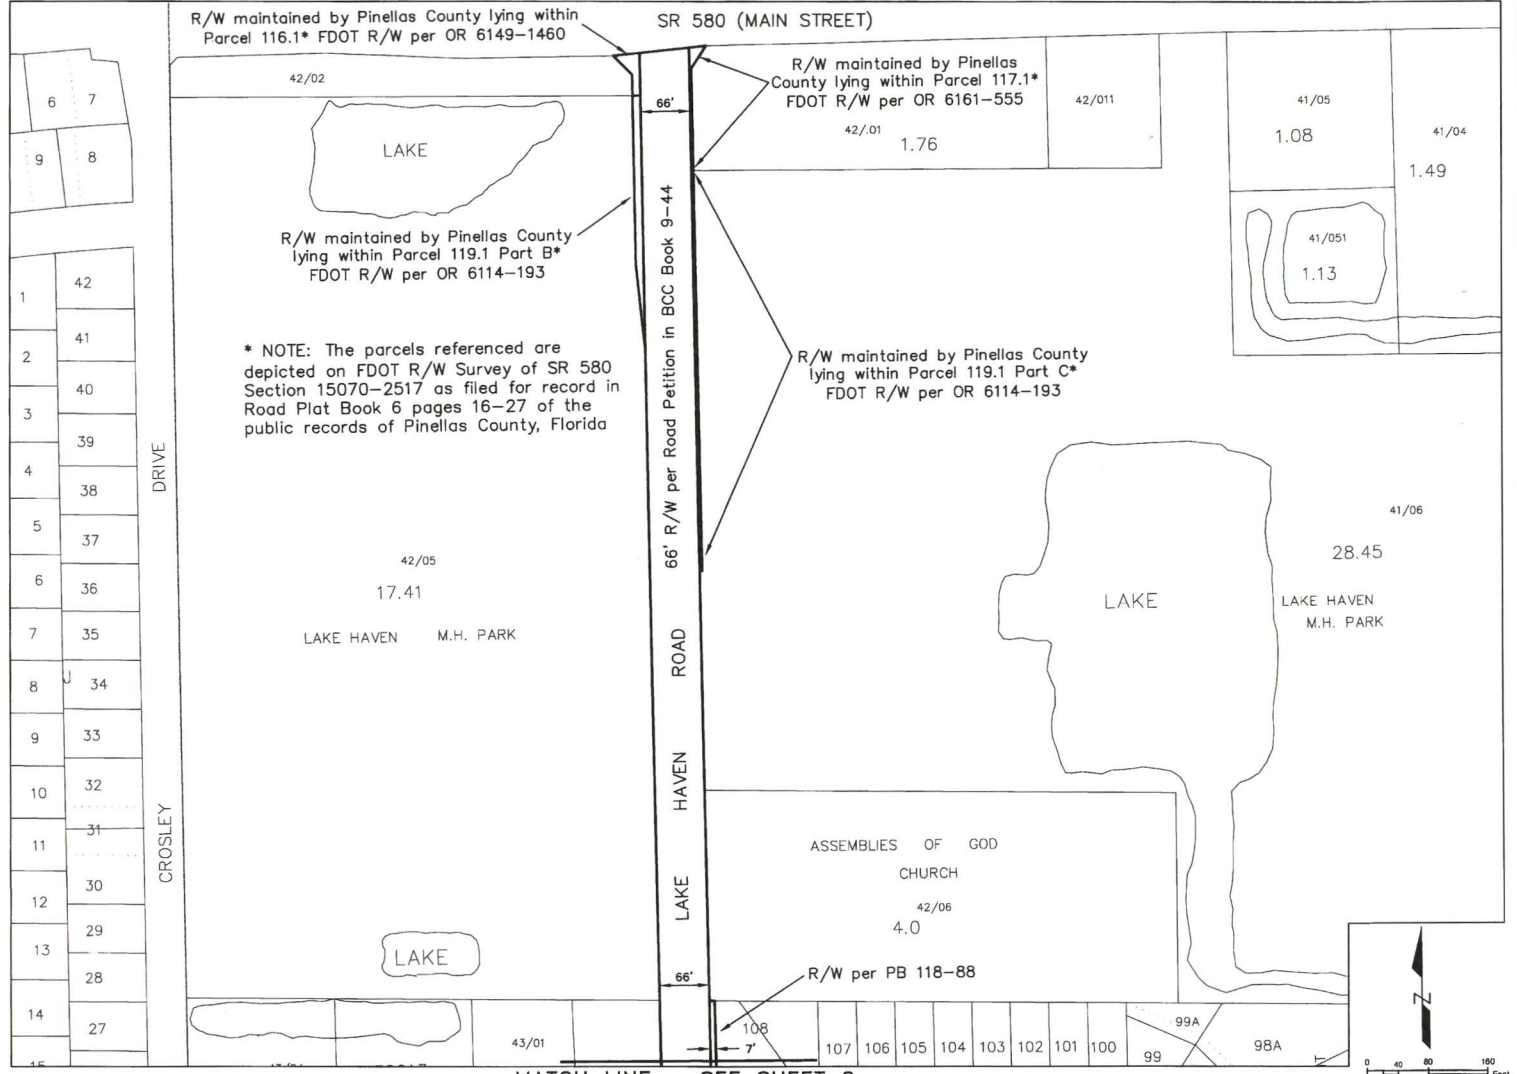 R/W maintained by Pinellas County lying within
Parcel 116.1* FDOT R/W per OR 6149-1460
SR 580 (MAIN STREET)
R/W maintained by Pinellas
County lying within Parcel 117.1*
FDOT R/W per OR 6161-555
42/02
66'
42/.01
1.76
42/011
41/05
1.08
41/04
1.49
6
7
9
8
LAKE
R/W maintained by Pinellas County
lying within Parcel 119.1 Part B*
FDOT R/W per OR 6114-193
41/051
1.13
* NOTE: The parcels referenced are
depicted on FDOT R/W Survey of SR 580
Section 15070-2517 as filed for record in
Road Plat Book 6 pages 16-27 of the
public records of Pinellas County, Florida
R/W maintained by Pinellas County
lying within Parcel 119.1 Part C*
FDOT R/W per OR 6114-193
66' R/W per Road Petition in BCC Book 9-44
LAKE HAVEN ROAD
CROSLEY DRIVE
1
2
3
4
5
6
7
8
9
10
11
12
13
14
15
42
41
40
39
38
37
36
35
J
34
33
32
31
30
29
28
27
42/05
17.41
LAKE HAVEN M.H. PARK
LAKE
41/06
28.45
LAKE HAVEN
M.H. PARK
LAKE
ASSEMBLIES OF GOD
CHURCH
42/06
4.0
66'
R/W per PB 118-88
43/01
108
7'
107
106
105
104
103
102
101
100
99A
99
98A
N
0 40 80 160
Feet
MATCH LINE - SEE SHEET 2